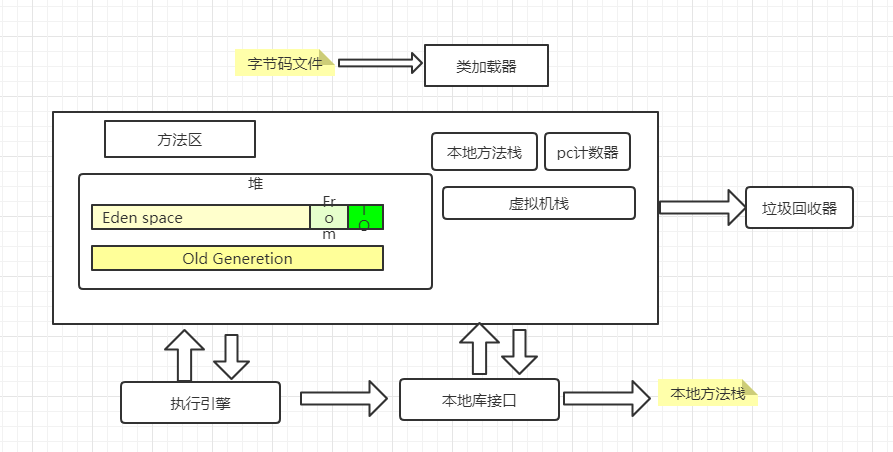 字节码文件
类加载器
方法区
本地方法栈
pc计数器
堆
Eden space
From
TO
虚拟机栈
垃圾回收器
Old Generetion
执行引擎
本地库接口
本地方法栈